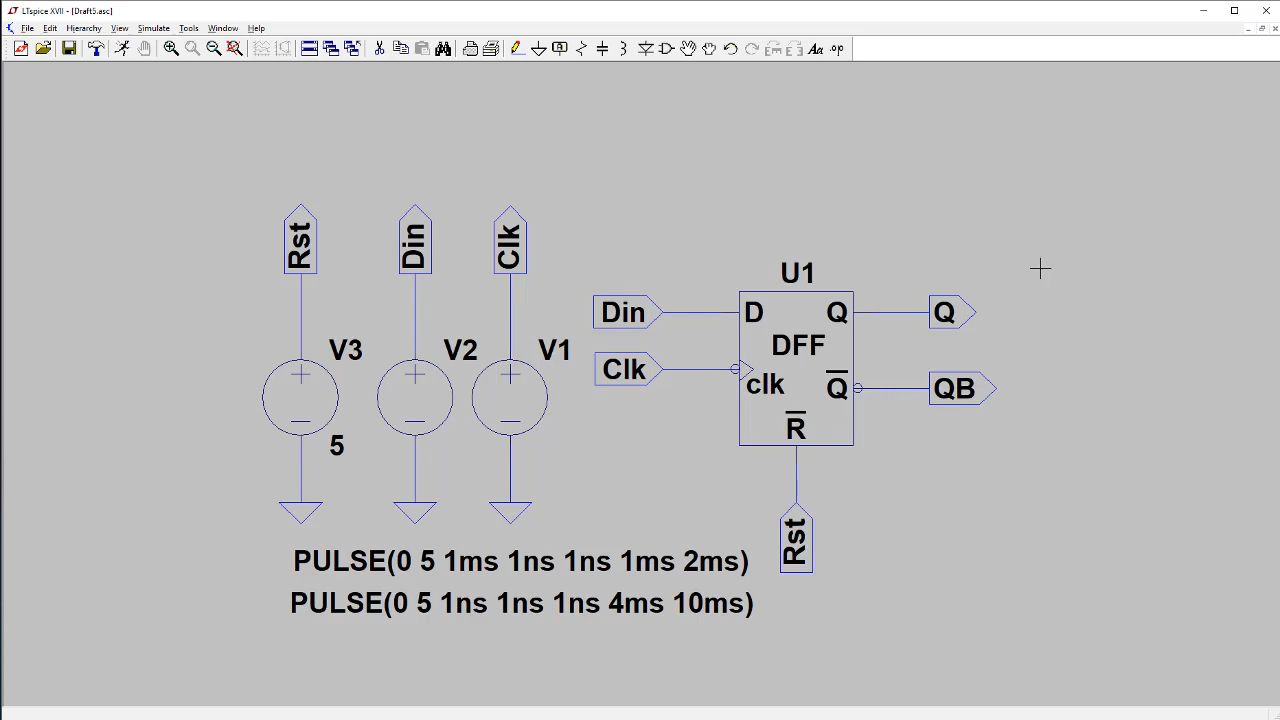 LTspice XVII - [Draft5.asc]
File Edit Hierarchy View Simulate Tools Window Help
Aa .op
Rst
Din
Clk
V3
V2
V1
5
U1
Din
D
Q
Q
DFF
Clk
clk
Q̅
QB
R̅
Rst
PULSE(0 5 1ms 1ns 1ns 1ms 2ms)
PULSE(0 5 1ns 1ns 1ns 4ms 10ms)